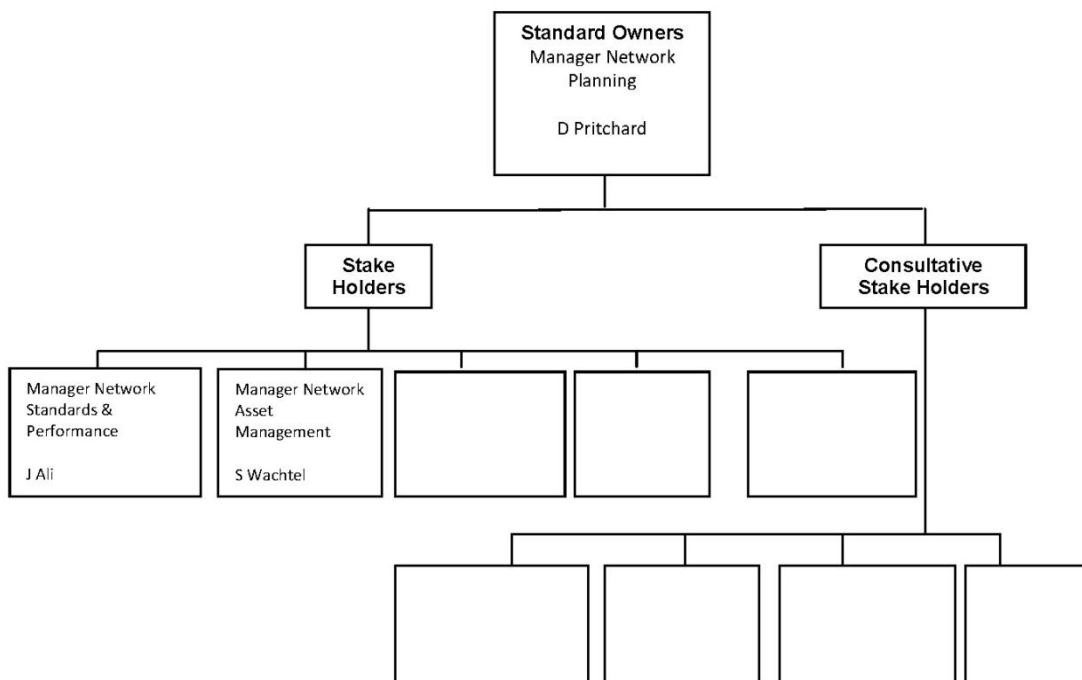 Standard Owners
Manager Network
Planning
D Pritchard
Stake
Holders
Consultative
Stake Holders
Manager Network
Standards &
Performance
J Ali
Manager Network
Asset
Management
S Wachtel